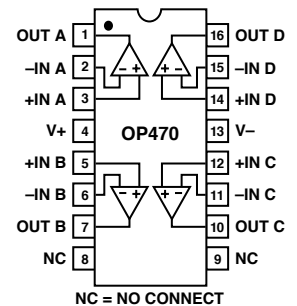 OUT A 1 16 OUT D
–IN A 2 – + + – 15 –IN D
+IN A 3 14 +IN D
V+ 4 OP470 13 V–
+IN B 5 12 +IN C
–IN B 6 – + + – 11 –IN C
OUT B 7 10 OUT C
NC 8 9 NC
NC = NO CONNECT